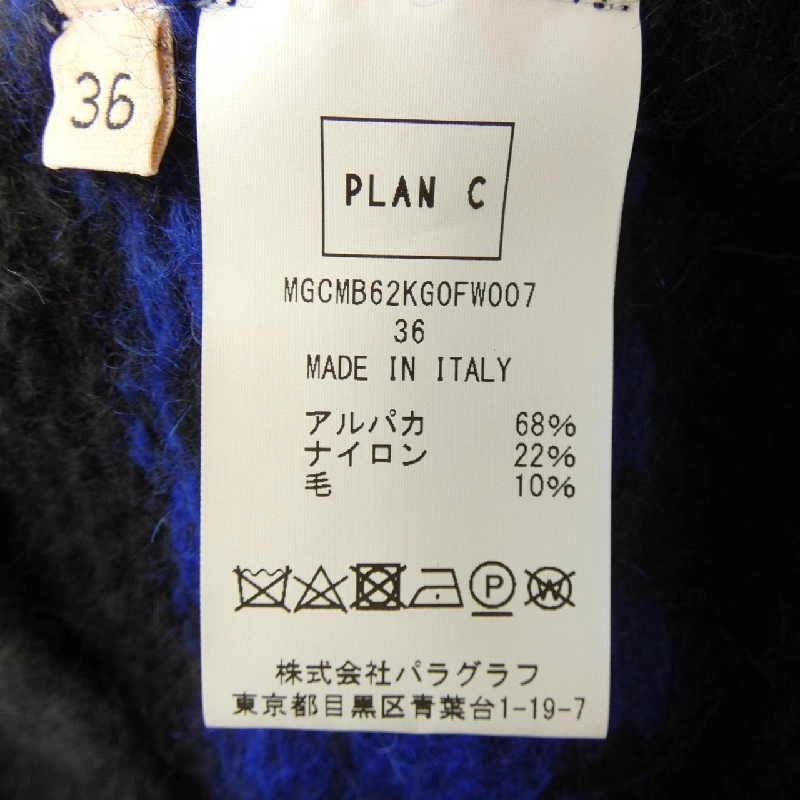 36
PLAN C
MGCMB62KG0FW007
36
MADE IN ITALY
アルパカ 68%
ナイロン 22%
毛 10%
P W
株式会社パラグラフ
東京都目黒区青葉台1-19-7